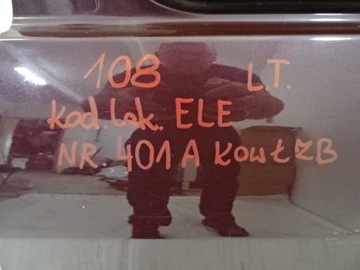 108 L.T.
kod lak. ELE
NR. 401A KOWŁZB